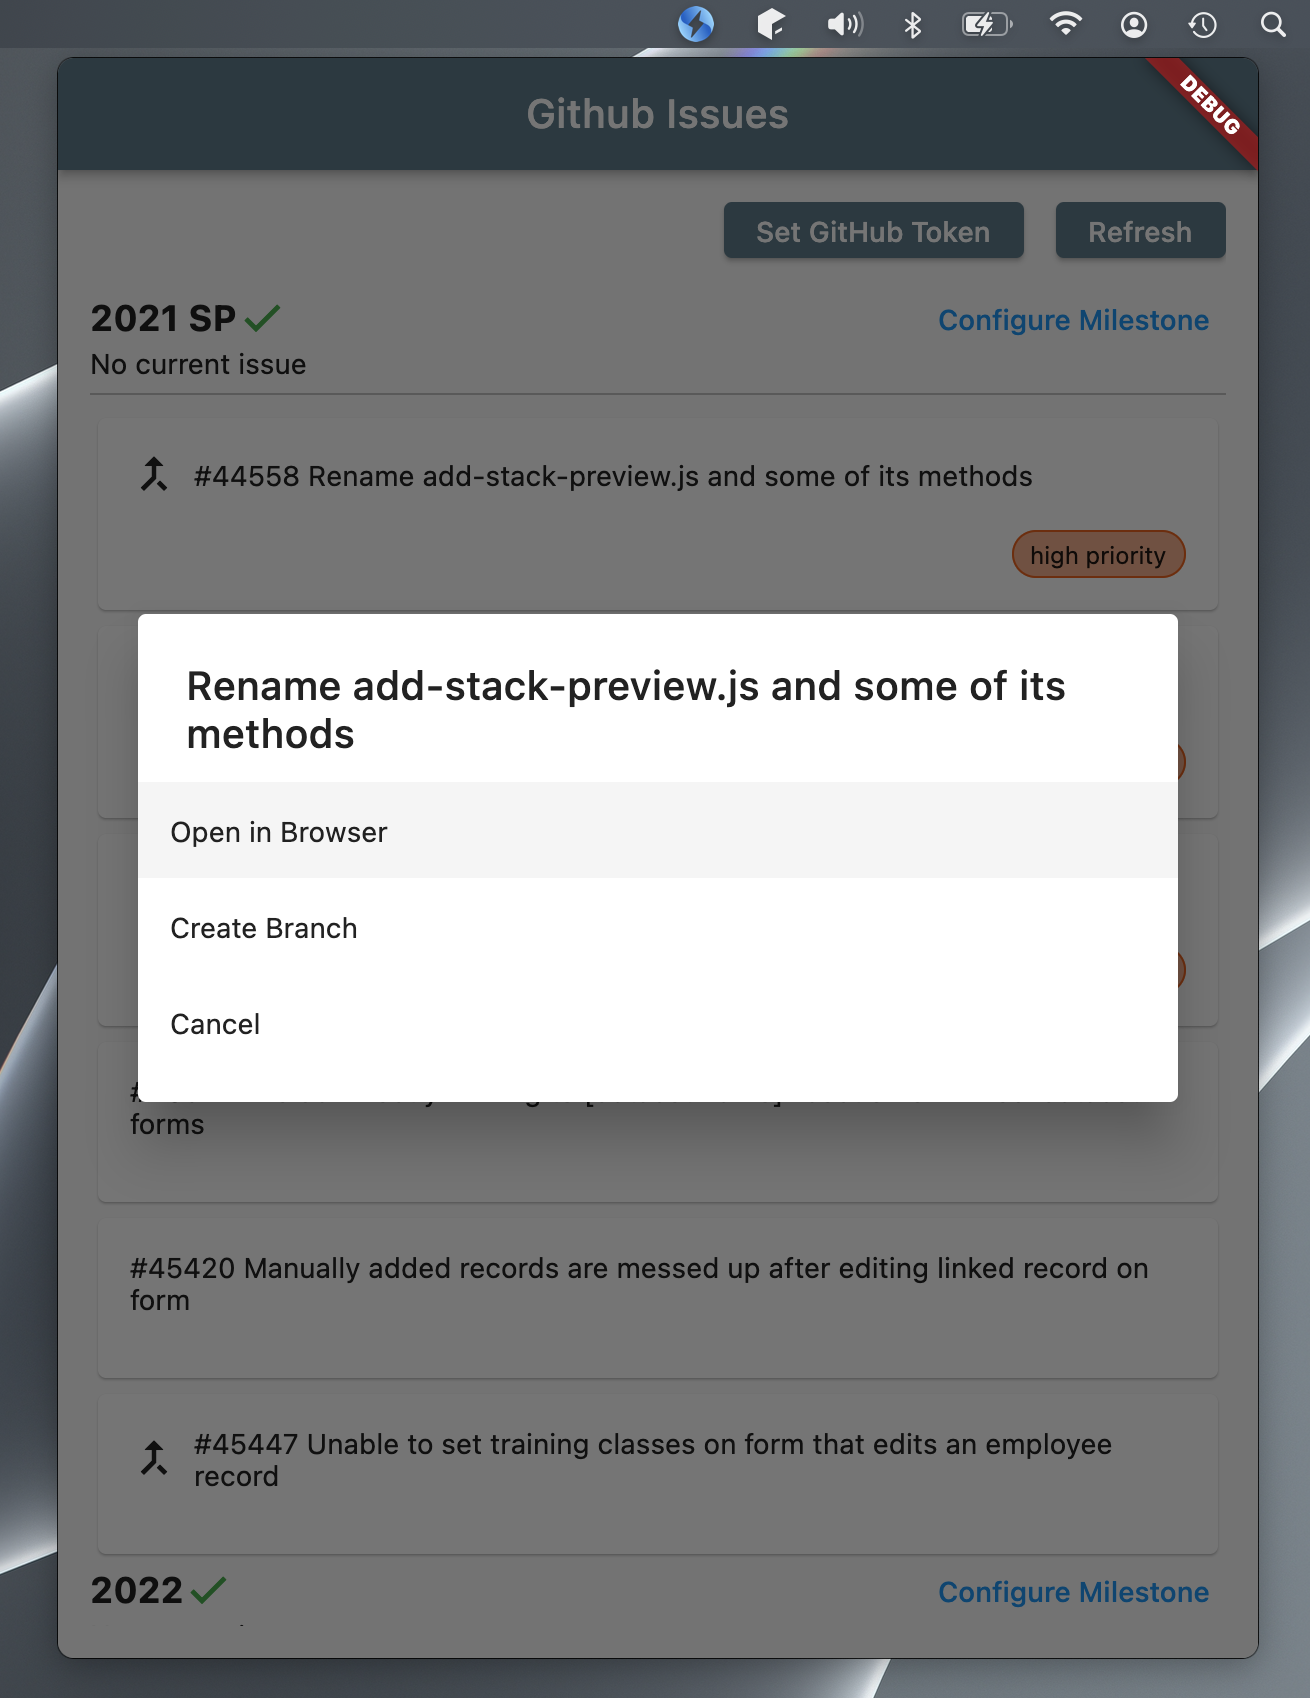 Github Issues
DEBUG
Set GitHub Token
Refresh
2021 SP
Configure Milestone
No current issue
#44558 Rename add-stack-preview.js and some of its methods
high priority
Rename add-stack-preview.js and some of its
methods
Open in Browser
Create Branch
Cancel
forms
#45420 Manually added records are messed up after editing linked record on
form
#45447 Unable to set training classes on form that edits an employee
record
2022
Configure Milestone